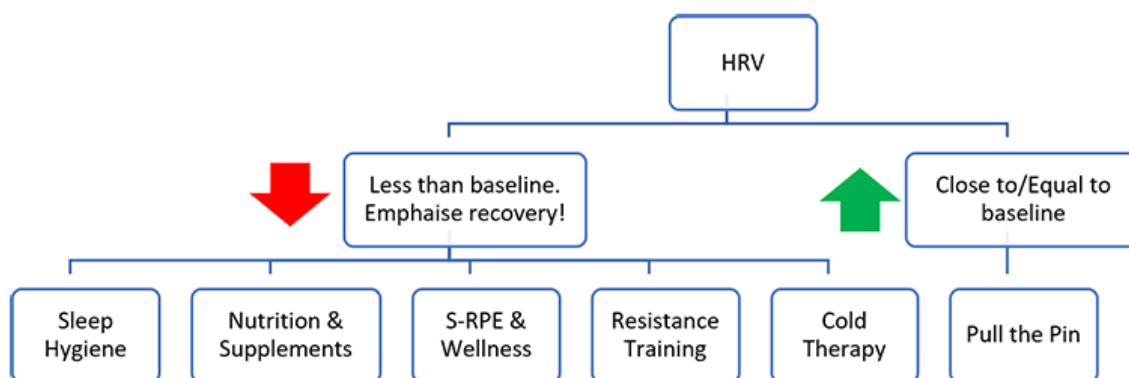 HRV
Less than baseline.
Emphaise recovery!
Close to/Equal to
baseline
Sleep
Hygiene
Nutrition &
Supplements
S-RPE &
Wellness
Resistance
Training
Cold
Therapy
Pull the Pin